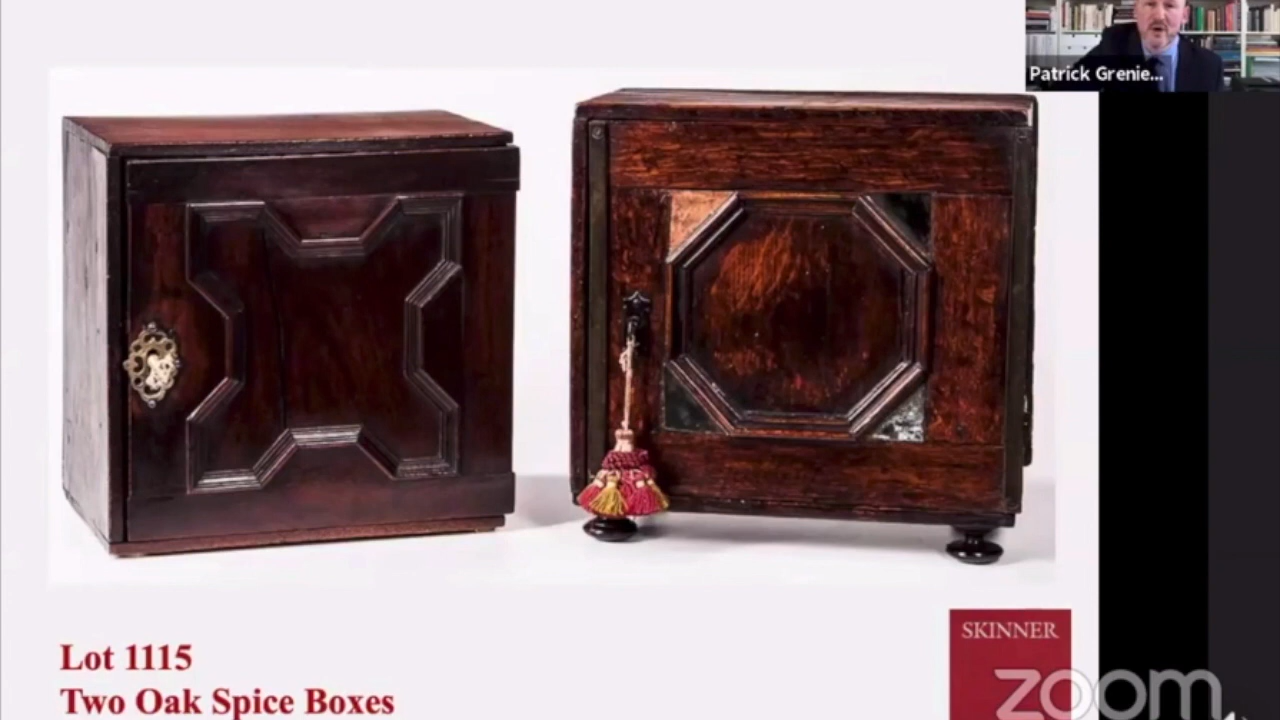 Patrick Grenie...
Lot 1115
Two Oak Spice Boxes
SKINNER
zoom